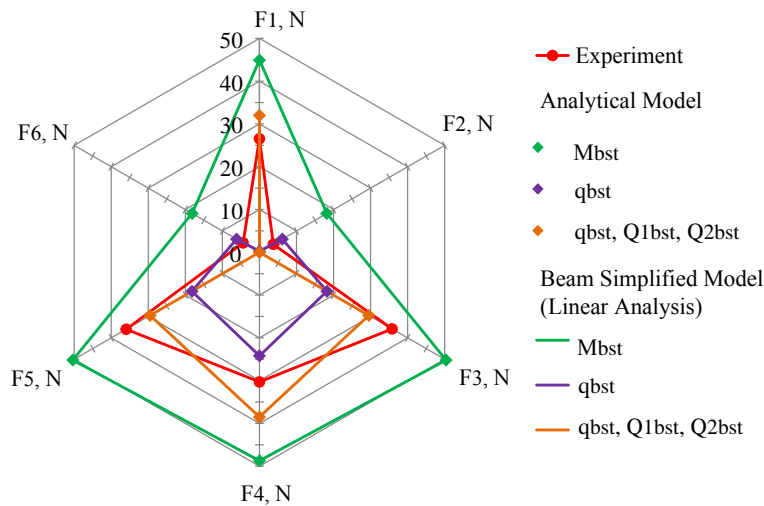 F1, N
50
40
30
20
10
0
F2, N
F3, N
F4, N
F5, N
F6, N
Experiment
Analytical Model
Mbst
qbst
qbst, Q1bst, Q2bst
Beam Simplified Model
(Linear Analysis)
Mbst
qbst
qbst, Q1bst, Q2bst